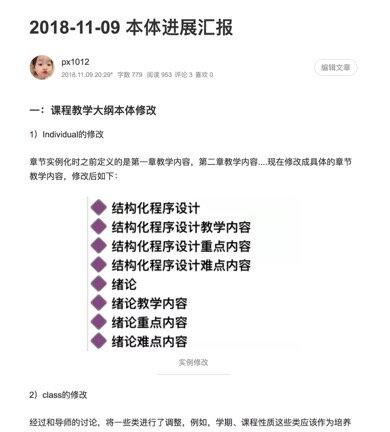 2018-11-09 本体进展汇报
px1012
2018.11.09 20:29* 字数 779 阅读 953 评论 3 喜欢 0
编辑文章
一：课程教学大纲本体修改
1）Individual的修改
章节实例化时之前定义的是第一章教学内容，第二章教学内容....现在修改成具体的章节
教学内容，修改后如下：
结构化程序设计
结构化程序设计教学内容
结构化程序设计重点内容
结构化程序设计难点内容
绪论
绪论教学内容
绪论重点内容
绪论难点内容
实例修改
2）class的修改
经过和导师的讨论，将一些类进行了调整，例如，学期、课程性质这些类应该作为培养